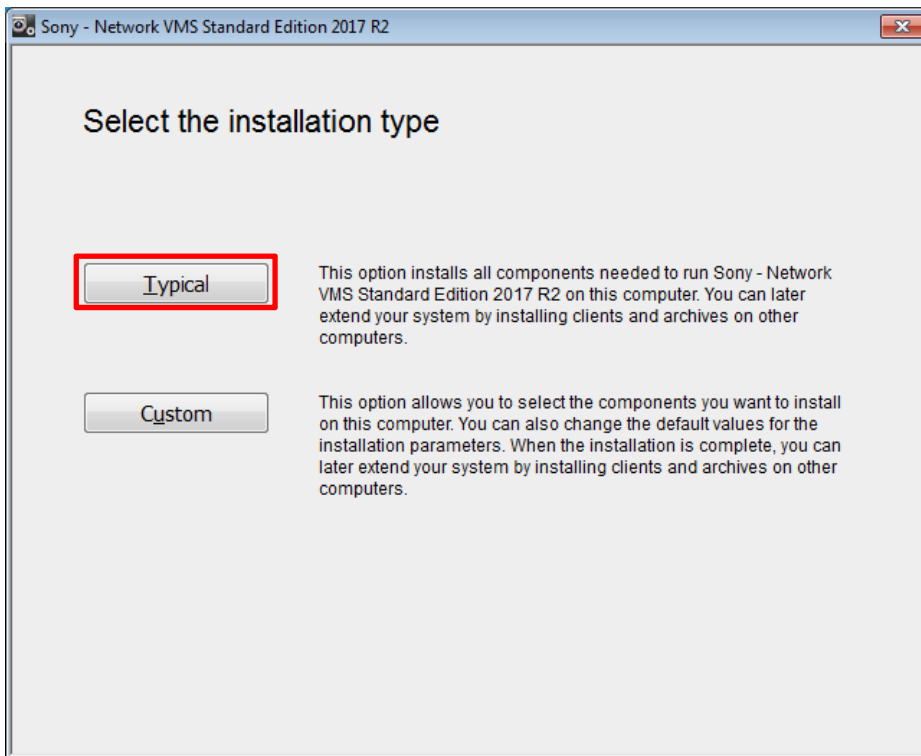 Sony - Network VMS Standard Edition 2017 R2
Select the installation type
Typical
This option installs all components needed to run Sony - Network
VMS Standard Edition 2017 R2 on this computer. You can later
extend your system by installing clients and archives on other
computers.
Custom
This option allows you to select the components you want to install
on this computer. You can also change the default values for the
installation parameters. When the installation is complete, you can
later extend your system by installing clients and archives on other
computers.